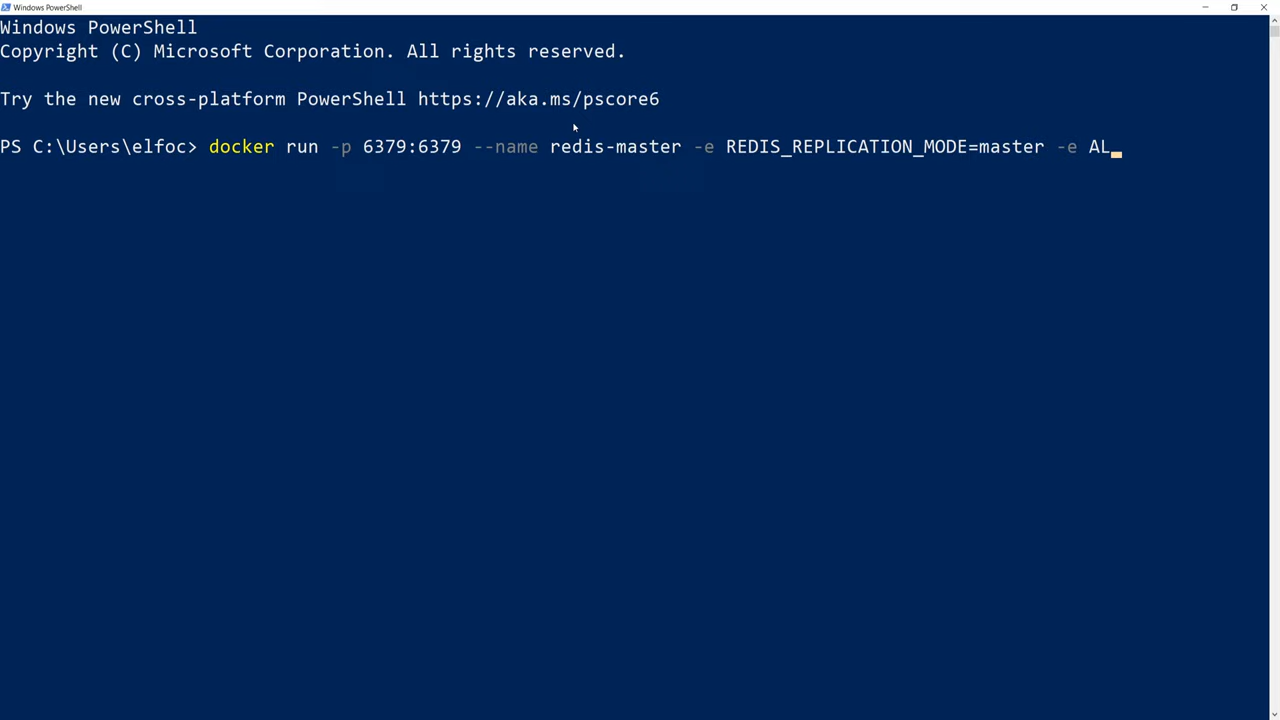 Windows PowerShell
Windows PowerShell
Copyright (C) Microsoft Corporation. All rights reserved.
Try the new cross-platform PowerShell https://aka.ms/pscore6
PS C:\Users\elfoc> docker run -p 6379:6379 --name redis-master -e REDIS_REPLICATION_MODE=master -e AL